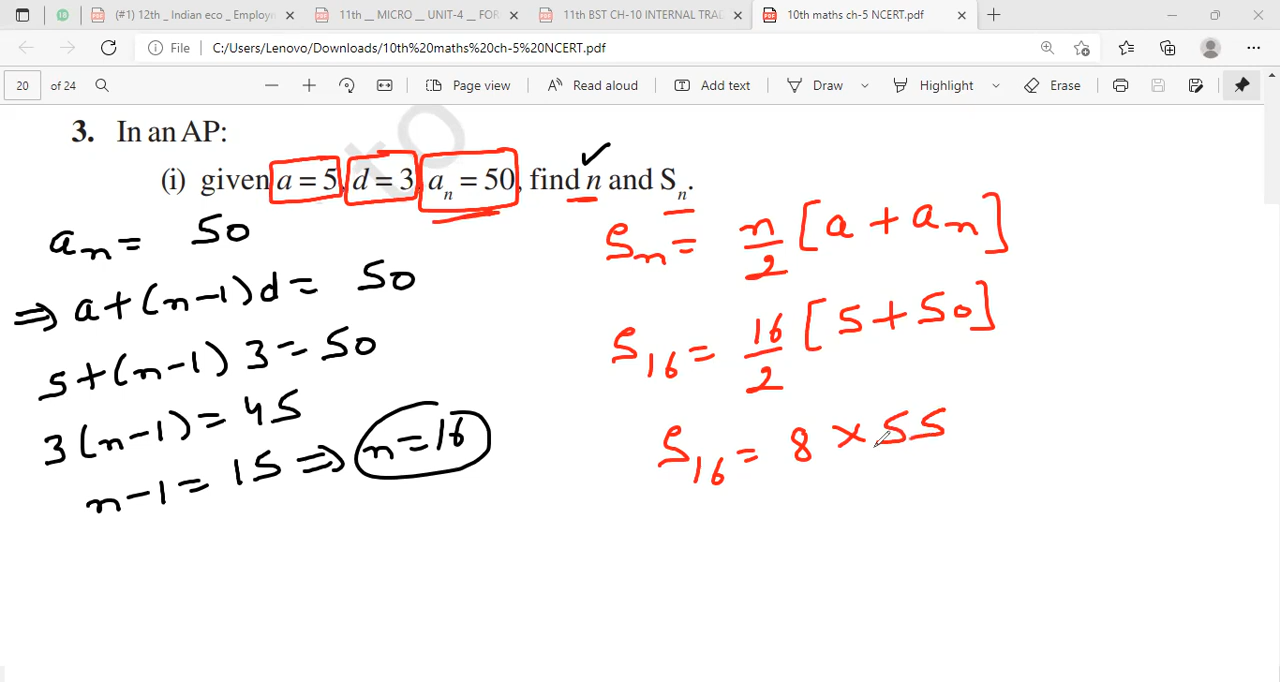 (#1) 12th _ Indian eco _ Employm
11th __ MICRO __ UNIT-4 __ FOR
11th BST CH-10 INTERNAL TRAD
10th maths ch-5 NCERT.pdf
File C:/Users/Lenovo/Downloads/10th%20maths%20ch-5%20NCERT.pdf
20 of 24 Page view Read aloud Add text Draw Highlight Erase
to
3. In an AP:
(i) given a = 5, d = 3, aₙ = 50, find n and Sₙ.
aₙ = 50
⇒ a+(n-1)d = 50
5+(n-1) 3 = 50
3(n-1) = 45
n-1 = 15 ⇒ n=16
Sₙ = n/2 [a + aₙ]
S₁₆ = 16/2 [5+50]
S₁₆ = 8 × 55